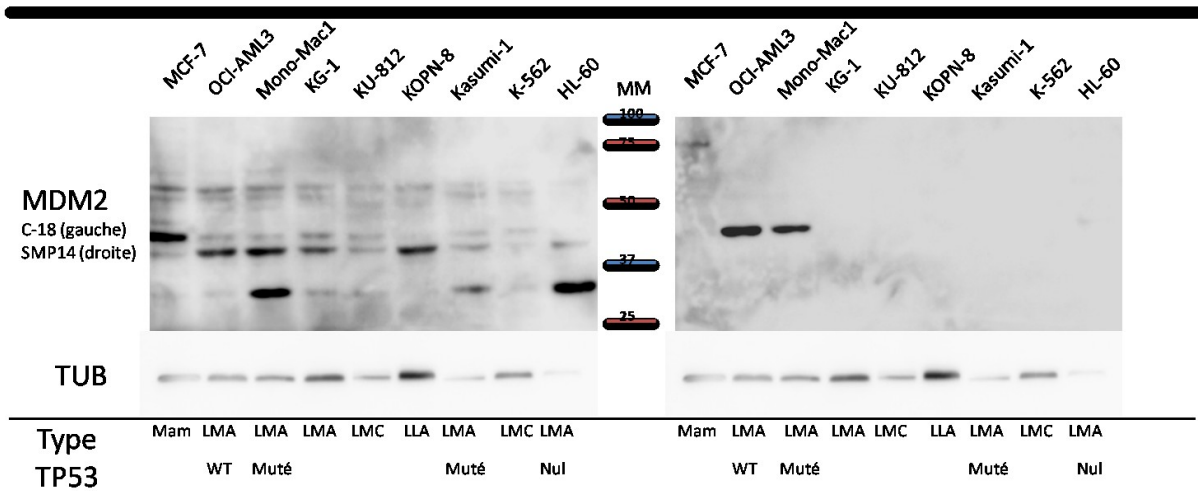 MCF-7 OCI-AML3 Mono-Mac1 KG-1 KU-812 KOPN-8 Kasumi-1 K-562 HL-60 MM MCF-7 OCI-AML3 Mono-Mac1 KG-1 KU-812 KOPN-8 Kasumi-1 K-562 HL-60
100
75
50
MDM2
C-18 (gauche)
SMP14 (droite)
37
25
TUB
Type Mam LMA LMA LMA LMC LLA LMA LMC LMA Mam LMA LMA LMA LMC LLA LMA LMC LMA
TP53 WT Muté Muté Nul WT Muté Muté Nul